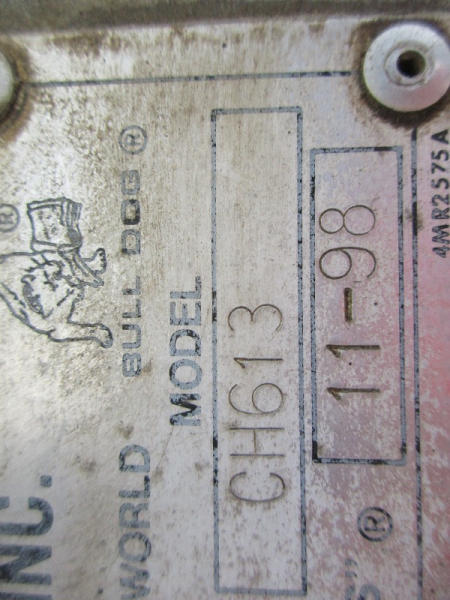 ®
INC.
WORLD BULL DOG ®
MODEL
CH613
11-98
" ®
4MR2575A